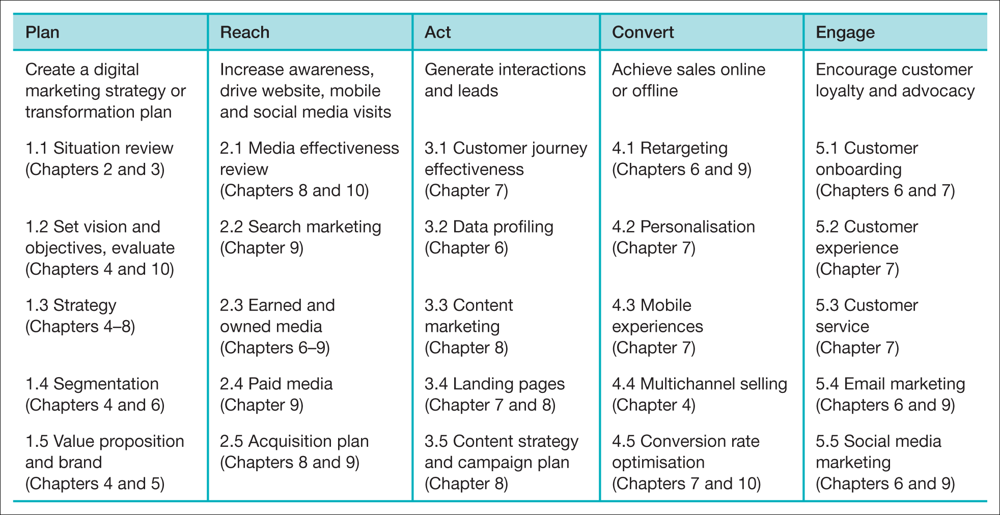 Plan
Reach
Act
Convert
Engage
Create a digital
marketing strategy or
transformation plan
Increase awareness,
drive website, mobile
and social media visits
Generate interactions
and leads
Achieve sales online
or offline
Encourage customer
loyalty and advocacy
1.1 Situation review
(Chapters 2 and 3)
2.1 Media effectiveness
review
(Chapters 8 and 10)
3.1 Customer journey
effectiveness
(Chapter 7)
4.1 Retargeting
(Chapters 6 and 9)
5.1 Customer
onboarding
(Chapters 6 and 7)
1.2 Set vision and
objectives, evaluate
(Chapters 4 and 10)
2.2 Search marketing
(Chapter 9)
3.2 Data profiling
(Chapter 6)
4.2 Personalisation
(Chapter 7)
5.2 Customer
experience
(Chapter 7)
1.3 Strategy
(Chapters 4–8)
2.3 Earned and
owned media
(Chapters 6–9)
3.3 Content
marketing
(Chapter 8)
4.3 Mobile
experiences
(Chapter 7)
5.3 Customer
service
(Chapter 7)
1.4 Segmentation
(Chapters 4 and 6)
2.4 Paid media
(Chapter 9)
3.4 Landing pages
(Chapter 7 and 8)
4.4 Multichannel selling
(Chapter 4)
5.4 Email marketing
(Chapters 6 and 9)
1.5 Value proposition
and brand
(Chapters 4 and 5)
2.5 Acquisition plan
(Chapters 8 and 9)
3.5 Content strategy
and campaign plan
(Chapter 8)
4.5 Conversion rate
optimisation
(Chapters 7 and 10)
5.5 Social media
marketing
(Chapters 6 and 9)